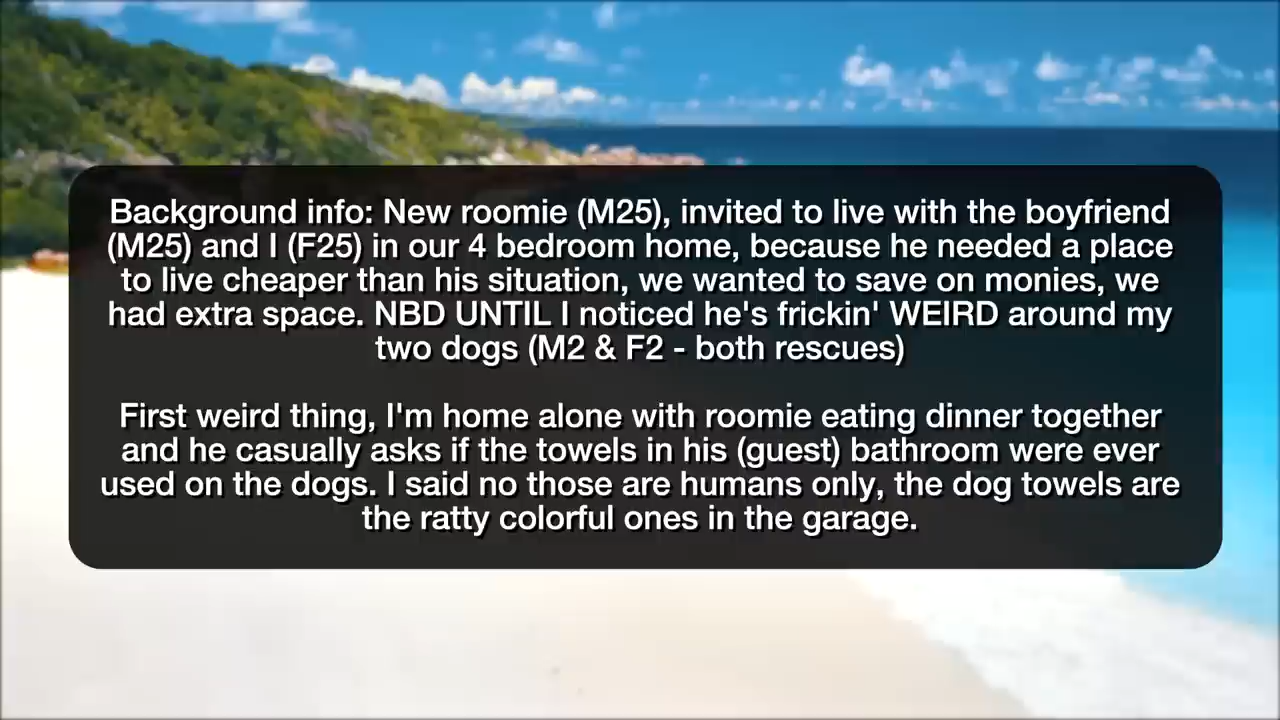 Background info: New roomie (M25), invited to live with the boyfriend
(M25) and I (F25) in our 4 bedroom home, because he needed a place
to live cheaper than his situation, we wanted to save on monies, we
had extra space. NBD UNTIL I noticed he's frickin' WEIRD around my
two dogs (M2 & F2 - both rescues)
First weird thing, I'm home alone with roomie eating dinner together
and he casually asks if the towels in his (guest) bathroom were ever
used on the dogs. I said no those are humans only, the dog towels are
the ratty colorful ones in the garage.